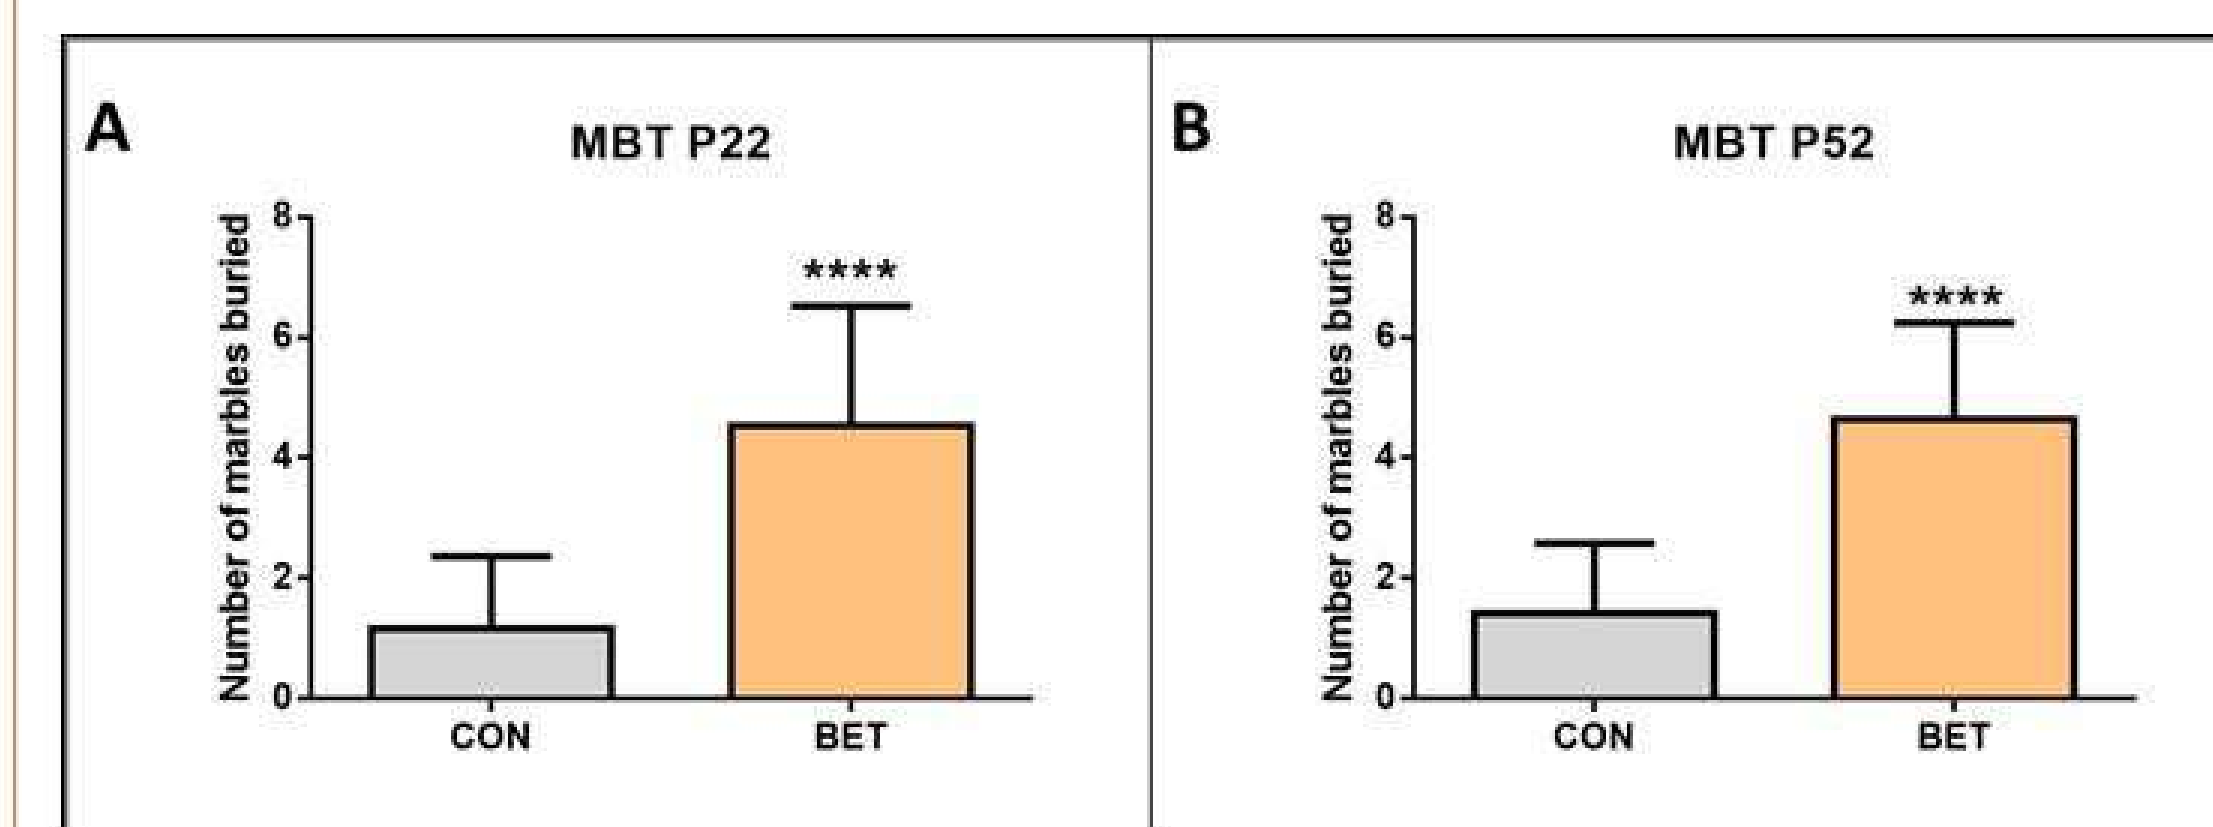 A
MBT P22
Number of marbles buried
8
6
4
2
0
****
CON
BET
B
MBT P52
Number of marbles buried
8
6
4
2
0
****
CON
BET